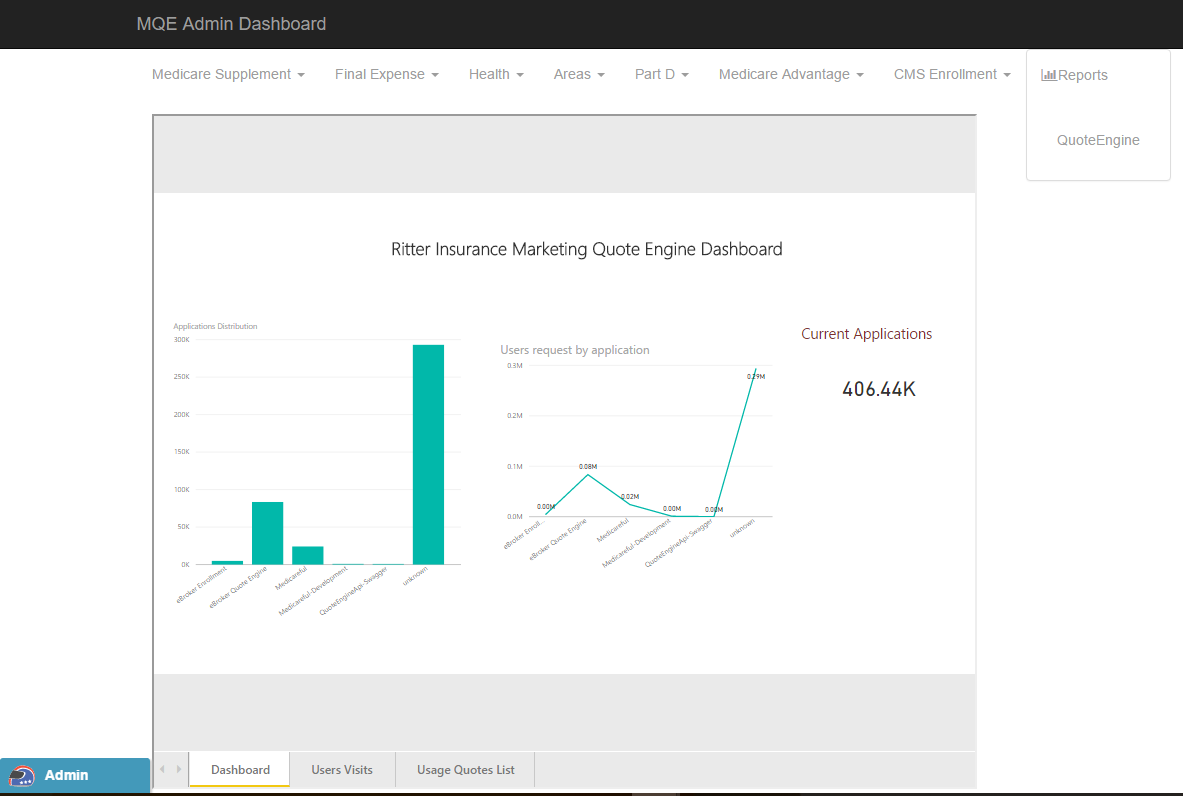 MQE Admin Dashboard
Medicare Supplement
Final Expense
Health
Areas
Part D
Medicare Advantage
CMS Enrollment
Reports
QuoteEngine
Ritter Insurance Marketing Quote Engine Dashboard
Applications Distribution
300K
250K
200K
150K
100K
50K
0K
eBroker Enrollment
eBroker Quote Engine
Medicareful
Medicareful-Development
QuoteEngineApi-Swagger
unknown
Users request by application
0.3M
0.2M
0.1M
0.0M
0.00M
0.08M
0.02M
0.00M
0.00M
0.29M
eBroker Enroll...
eBroker Quote Engine
Medicareful
Medicareful-Development
QuoteEngineApi-Swagger
unknown
Current Applications
406.44K
Admin
Dashboard
Users Visits
Usage Quotes List